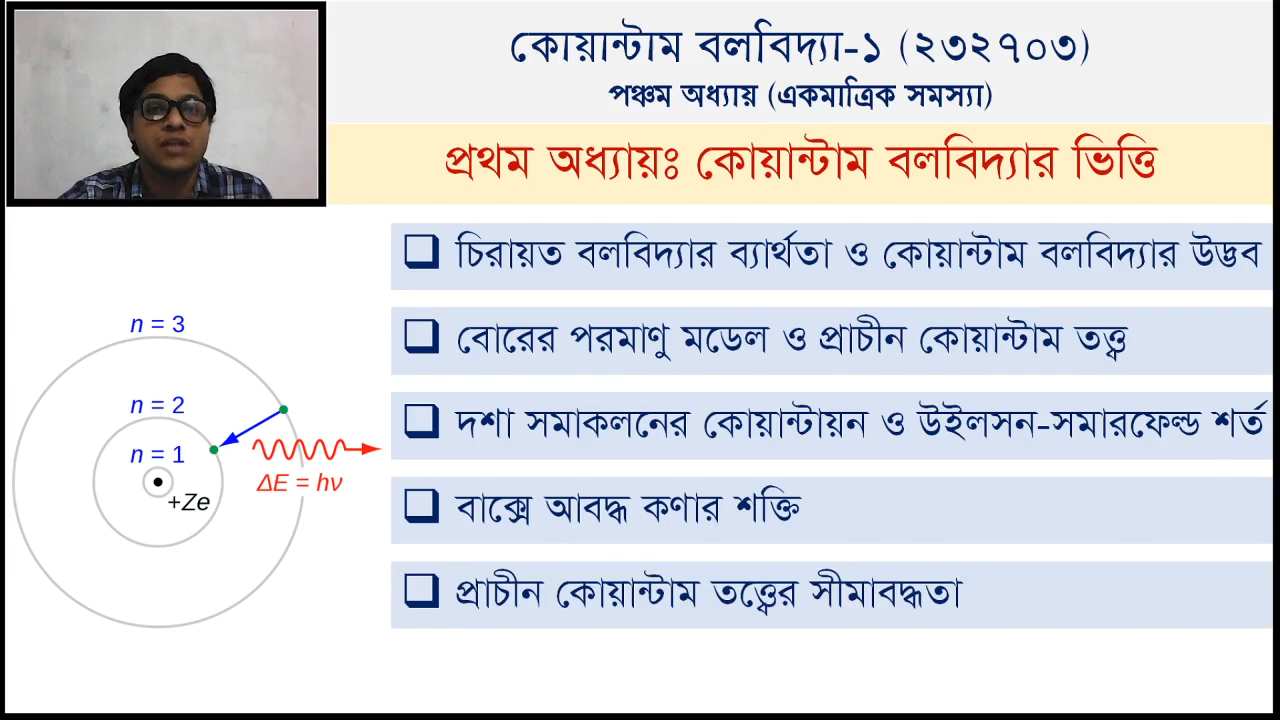 কোয়ান্টাম বলবিদ্যা-১ (২৩২৭০৩)
পঞ্চম অধ্যায় (একমাত্রিক সমস্যা)
প্রথম অধ্যায়ঃ কোয়ান্টাম বলবিদ্যার ভিত্তি
চিরায়ত বলবিদ্যার ব্যার্থতা ও কোয়ান্টাম বলবিদ্যার উদ্ভব
বোরের পরমাণু মডেল ও প্রাচীন কোয়ান্টাম তত্ত্ব
দশা সমাকলনের কোয়ান্টায়ন ও উইলসন-সমারফেল্ড শর্ত
বাক্সে আবদ্ধ কণার শক্তি
প্রাচীন কোয়ান্টাম তত্ত্বের সীমাবদ্ধতা
n = 3
n = 2
n = 1
+Ze
ΔE = hν